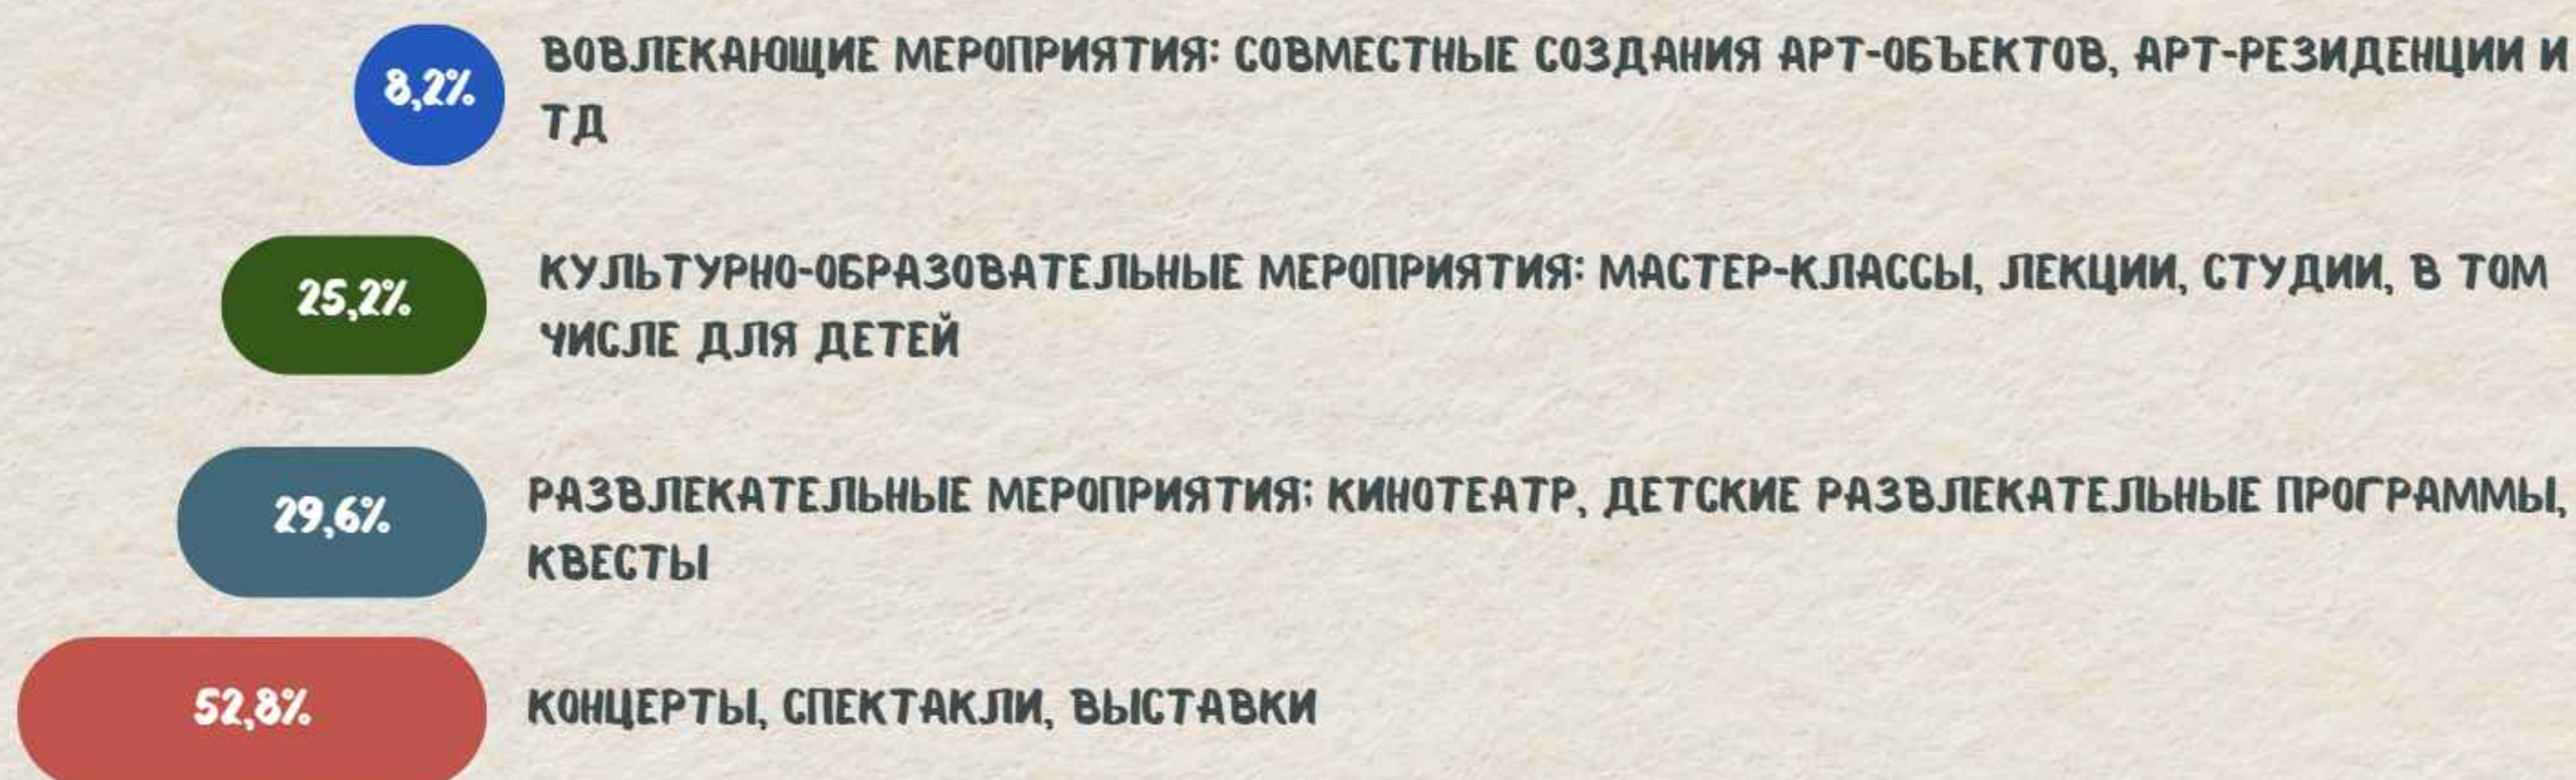 8,2%
ВОВЛЕКАЮЩИЕ МЕРОПРИЯТИЯ: СОВМЕСТНЫЕ СОЗДАНИЯ АРТ-ОБЪЕКТОВ, АРТ-РЕЗИДЕНЦИИ И
ТД
25,2%
КУЛЬТУРНО-ОБРАЗОВАТЕЛЬНЫЕ МЕРОПРИЯТИЯ: МАСТЕР-КЛАССЫ, ЛЕКЦИИ, СТУДИИ, В ТОМ
ЧИСЛЕ ДЛЯ ДЕТЕЙ
29,6%
РАЗВЛЕКАТЕЛЬНЫЕ МЕРОПРИЯТИЯ; КИНОТЕАТР, ДЕТСКИЕ РАЗВЛЕКАТЕЛЬНЫЕ ПРОГРАММЫ,
КВЕСТЫ
52,8%
КОНЦЕРТЫ, СПЕКТАКЛИ, ВЫСТАВКИ